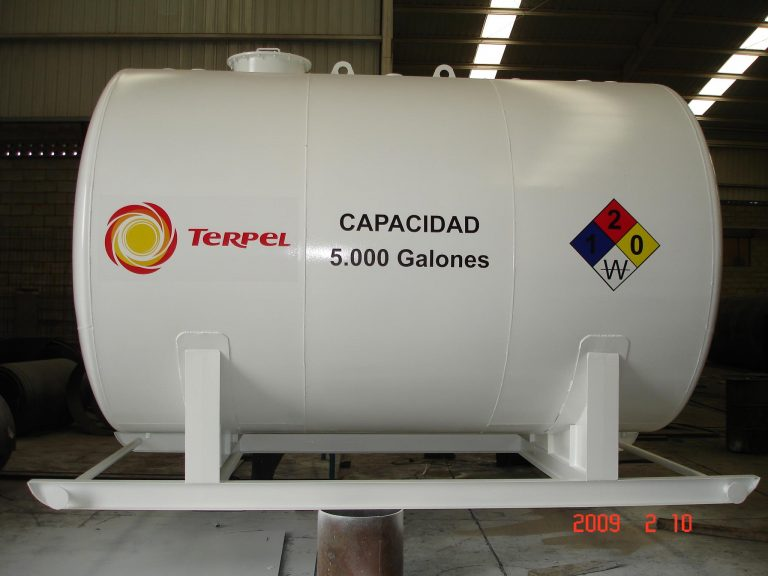 TERPEL
CAPACIDAD
5.000 Galones
2
1 0
W
2009 2 10